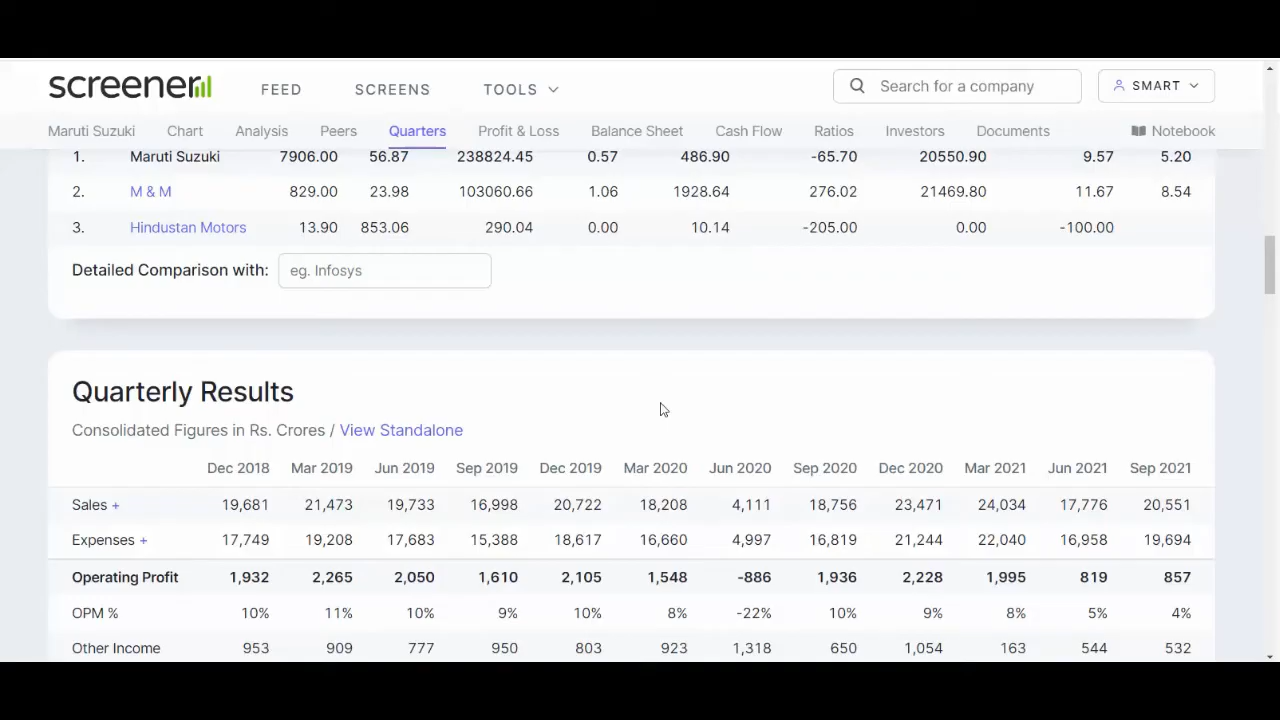 screener FEED SCREENS TOOLS Search for a company SMART
Maruti Suzuki Chart Analysis Peers Quarters Profit & Loss Balance Sheet Cash Flow Ratios Investors Documents Notebook
1. Maruti Suzuki 7906.00 56.87 238824.45 0.57 486.90 -65.70 20550.90 9.57 5.20
2. M & M 829.00 23.98 103060.66 1.06 1928.64 276.02 21469.80 11.67 8.54
3. Hindustan Motors 13.90 853.06 290.04 0.00 10.14 -205.00 0.00 -100.00
Detailed Comparison with: eg. Infosys
Quarterly Results
Consolidated Figures in Rs. Crores / View Standalone
Dec 2018 Mar 2019 Jun 2019 Sep 2019 Dec 2019 Mar 2020 Jun 2020 Sep 2020 Dec 2020 Mar 2021 Jun 2021 Sep 2021
Sales + 19,681 21,473 19,733 16,998 20,722 18,208 4,111 18,756 23,471 24,034 17,776 20,551
Expenses + 17,749 19,208 17,683 15,388 18,617 16,660 4,997 16,819 21,244 22,040 16,958 19,694
Operating Profit 1,932 2,265 2,050 1,610 2,105 1,548 -886 1,936 2,228 1,995 819 857
OPM % 10% 11% 10% 9% 10% 8% -22% 10% 9% 8% 5% 4%
Other Income 953 909 777 950 803 923 1,318 650 1,054 163 544 532